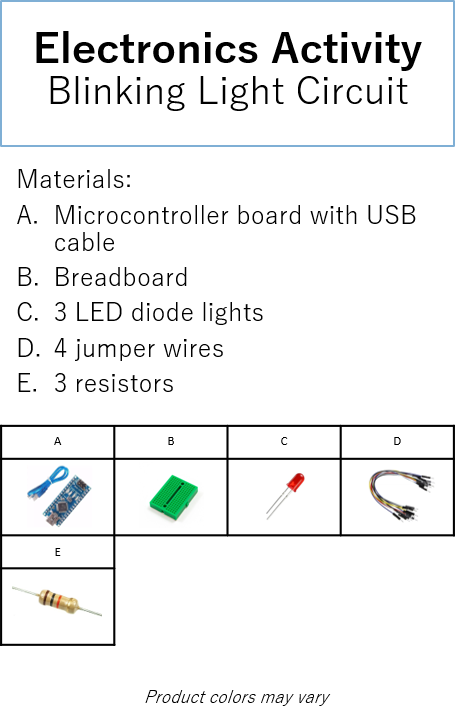 Electronics Activity
Blinking Light Circuit
Materials:
A. Microcontroller board with USB
cable
B. Breadboard
C. 3 LED diode lights
D. 4 jumper wires
E. 3 resistors
A B C D
E
Product colors may vary